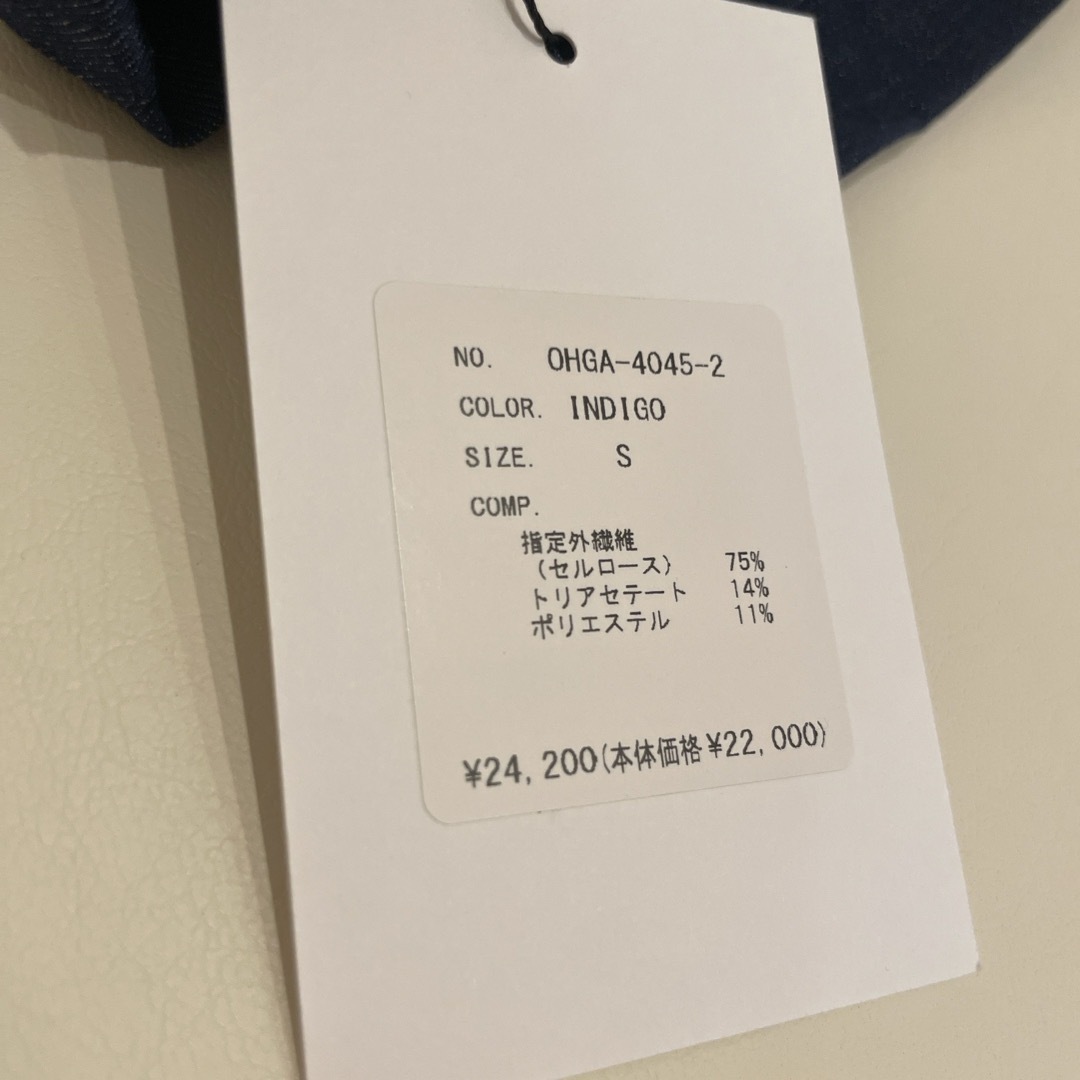 NO. OHGA-4045-2
COLOR. INDIGO
SIZE. S
COMP.
指定外繊維
(セルロース) 75%
トリアセテート 14%
ポリエステル 11%
¥24,200(本体価格¥22,000)